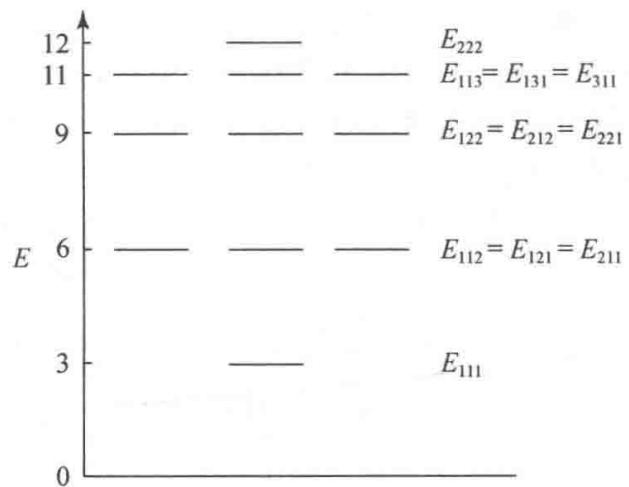 12 E₂₂₂
11 E₁₁₃ = E₁₃₁ = E₃₁₁
9 E₁₂₂ = E₂₁₂ = E₂₂₁
6 E₁₁₂ = E₁₂₁ = E₂₁₁
E
3 E₁₁₁
0